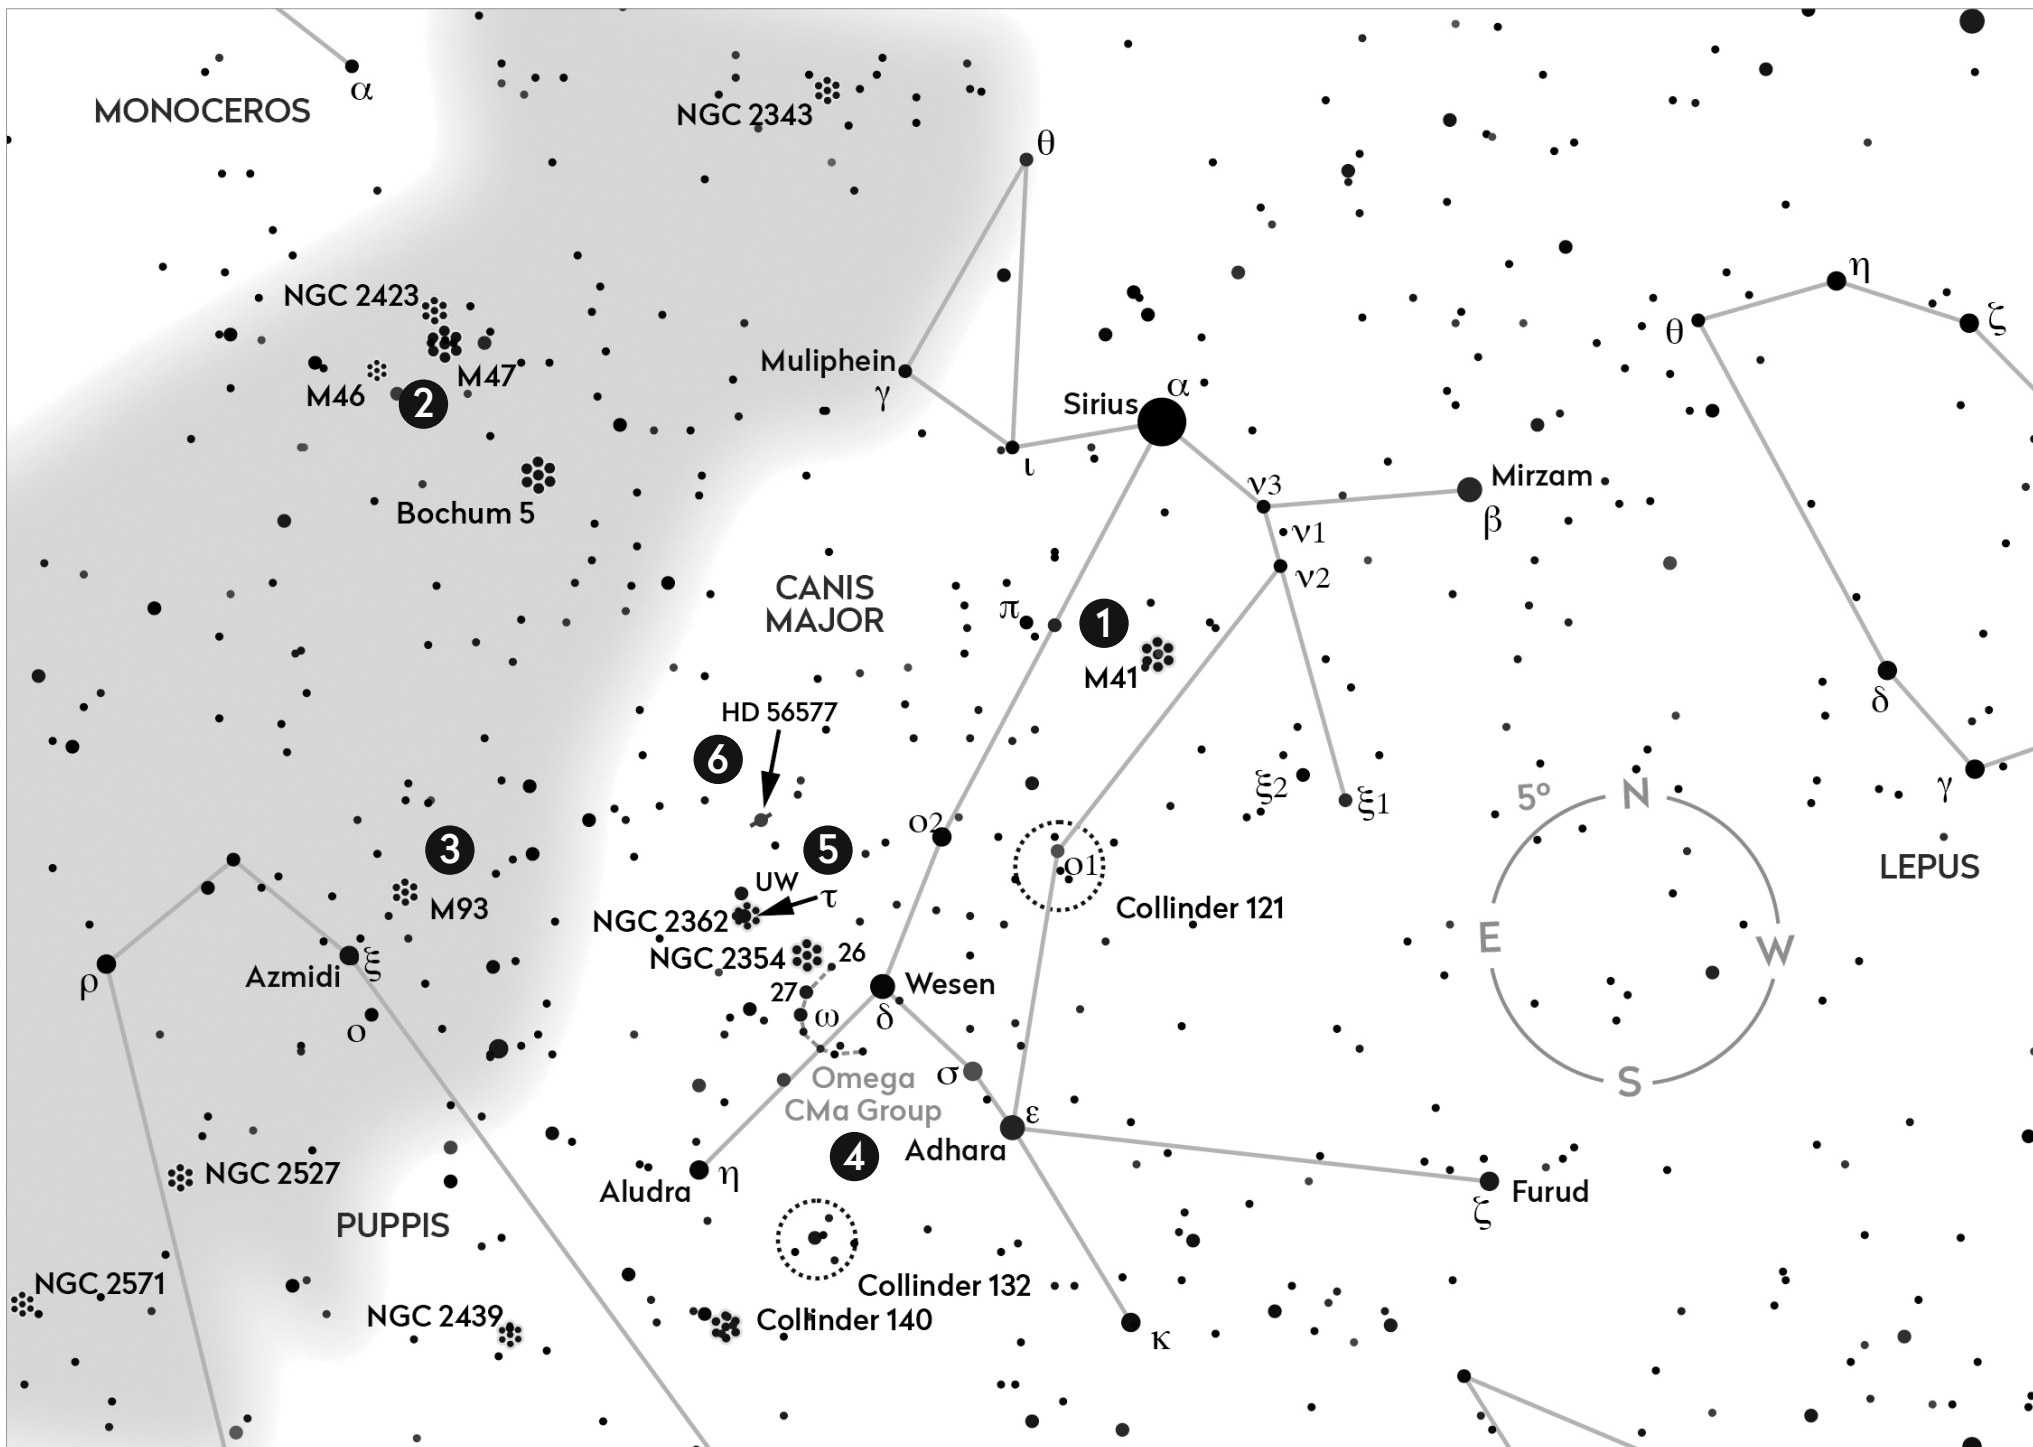 α
MONOCEROS
NGC 2343
θ
NGC 2423
M47
M46
2
Muliphein
γ
Sirius
α
ι
ν3
Mirzam
β
ν1
ν2
η
θ
ζ
Bochum 5
CANIS
MAJOR
π
1
M41
δ
HD 56577
6
ξ2
ξ1
5º
N
γ
ο2
5
3
ο1
LEPUS
UW
τ
M93
NGC 2362
Collinder 121
E
W
NGC 2354
26
ξ
Azmidi
ρ
27
Wesen
δ
ω
ο
Omega
CMa Group
σ
S
ε
4
Adhara
NGC 2527
Aludra
η
Furud
ζ
PUPPIS
NGC 2571
Collinder 132
NGC 2439
Collinder 140
κ